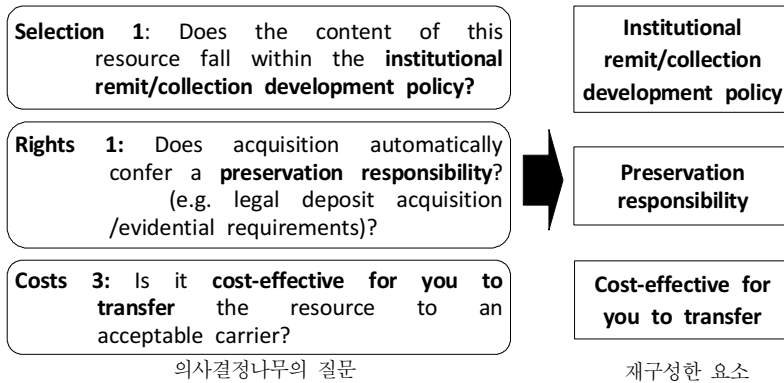 Selection 1: Does the content of this
resource fall within the institutional
remit/collection development policy?
Rights 1: Does acquisition automatically
confer a preservation responsibility?
(e.g. legal deposit acquisition
/evidential requirements)?
Costs 3: Is it cost-effective for you to
transfer the resource to an
acceptable carrier?
의사결정나무의 질문
Institutional
remit/collection
development policy
Preservation
responsibility
Cost-effective for
you to transfer
재구성한 요소